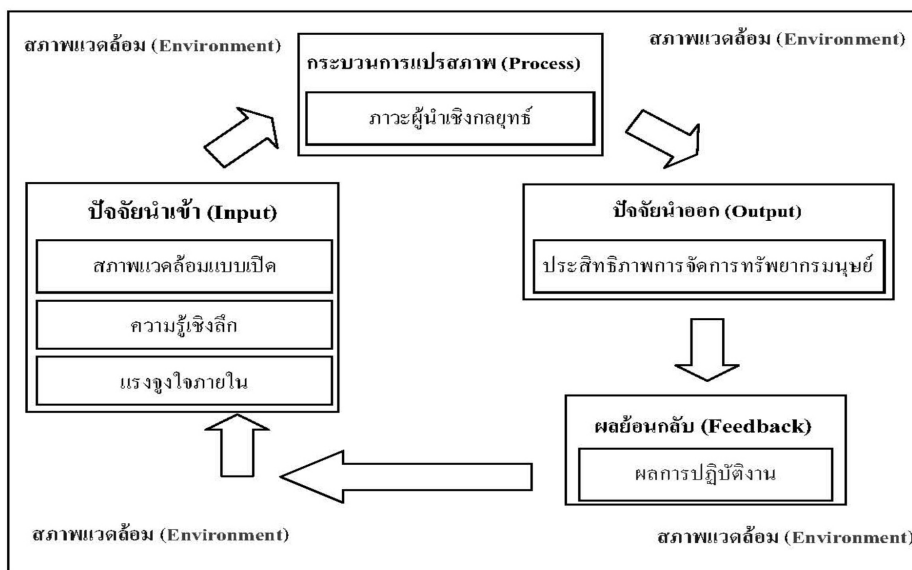 สภาพแวดล้อม (Environment)
สภาพแวดล้อม (Environment)
กระบวนการแปรสภาพ (Process)
ภาวะผู้นำเชิงกลยุทธ์
ปัจจัยนำเข้า (Input)
สภาพแวดล้อมแบบเปิด
ความรู้เชิงลึก
แรงจูงใจภายใน
ปัจจัยนำออก (Output)
ประสิทธิภาพการจัดการทรัพยากรมนุษย์
ผลย้อนกลับ (Feedback)
ผลการปฏิบัติงาน
สภาพแวดล้อม (Environment)
สภาพแวดล้อม (Environment)